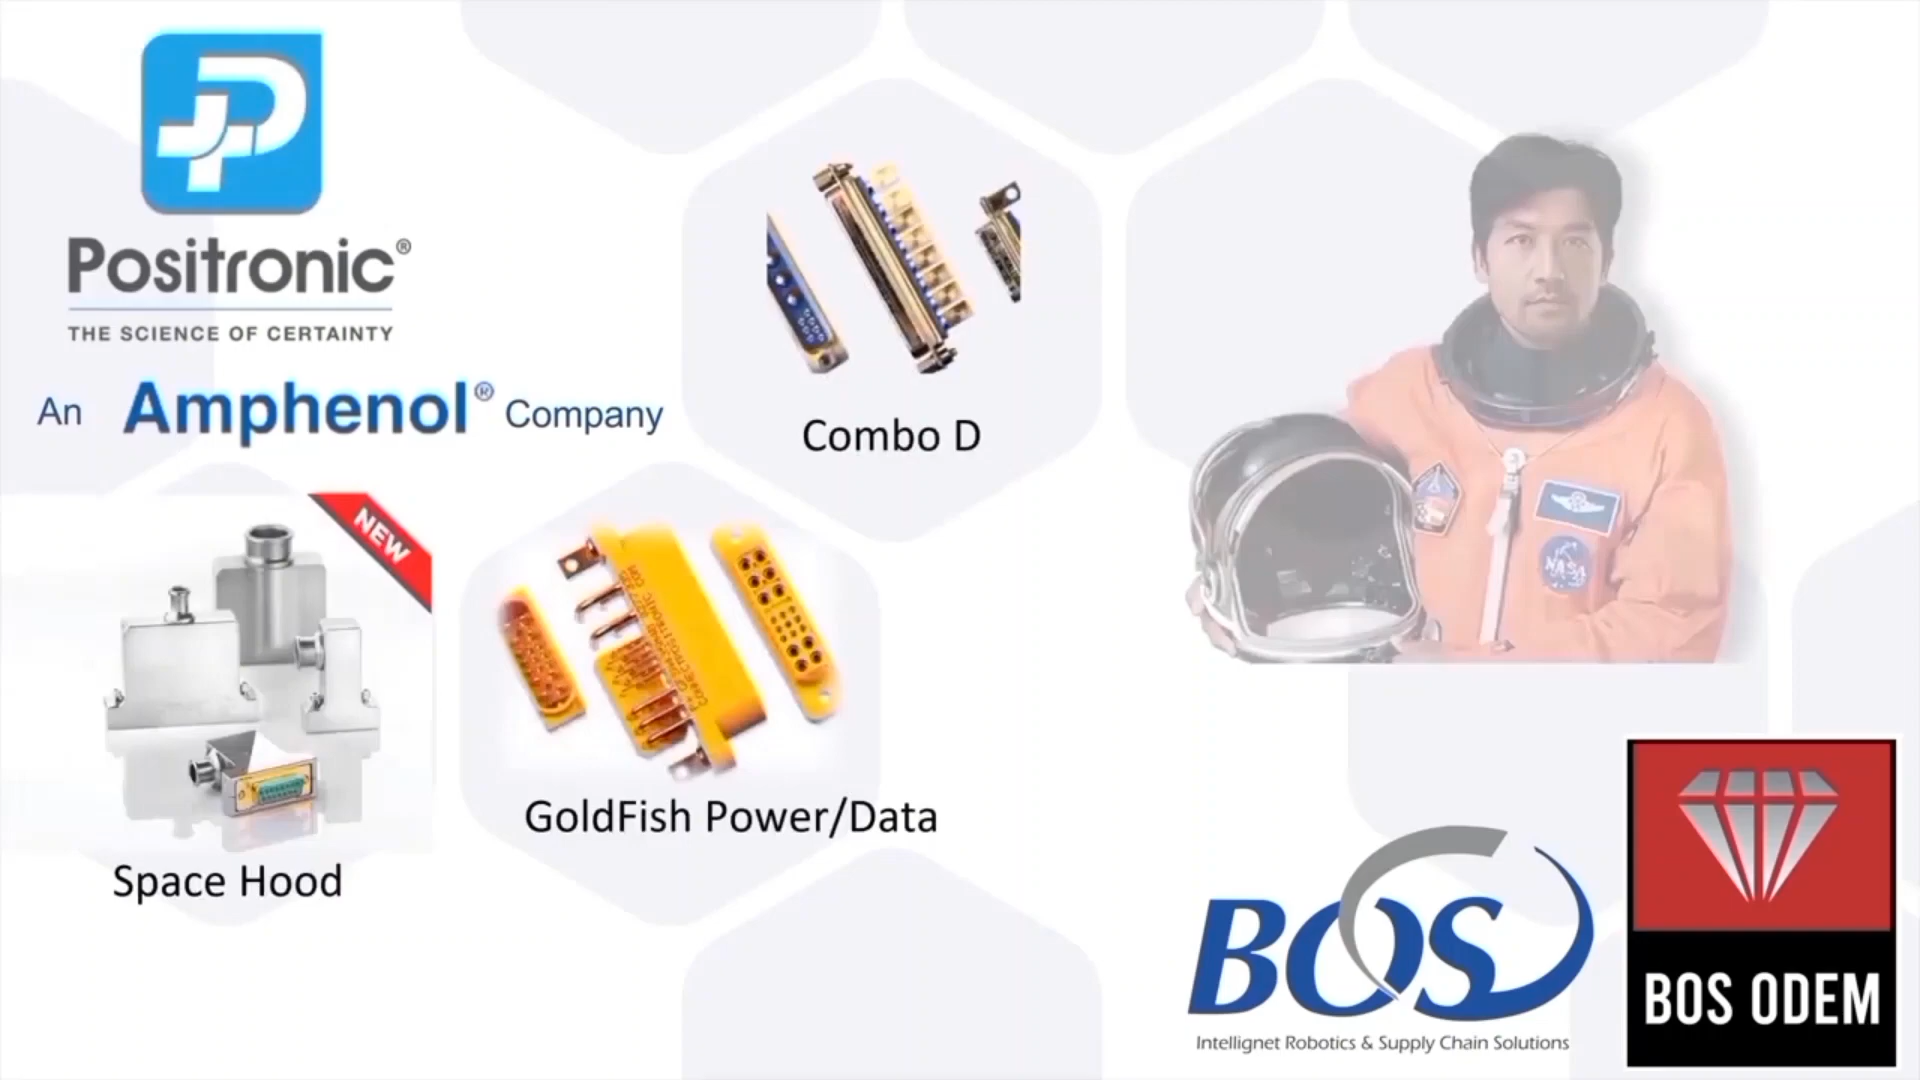 Positronic®
THE SCIENCE OF CERTAINTY
An Amphenol® Company
Combo D
NEW
NASA
GoldFish Power/Data
Space Hood
BOS
Intellignet Robotics & Supply Chain Solutions
BOS ODEM